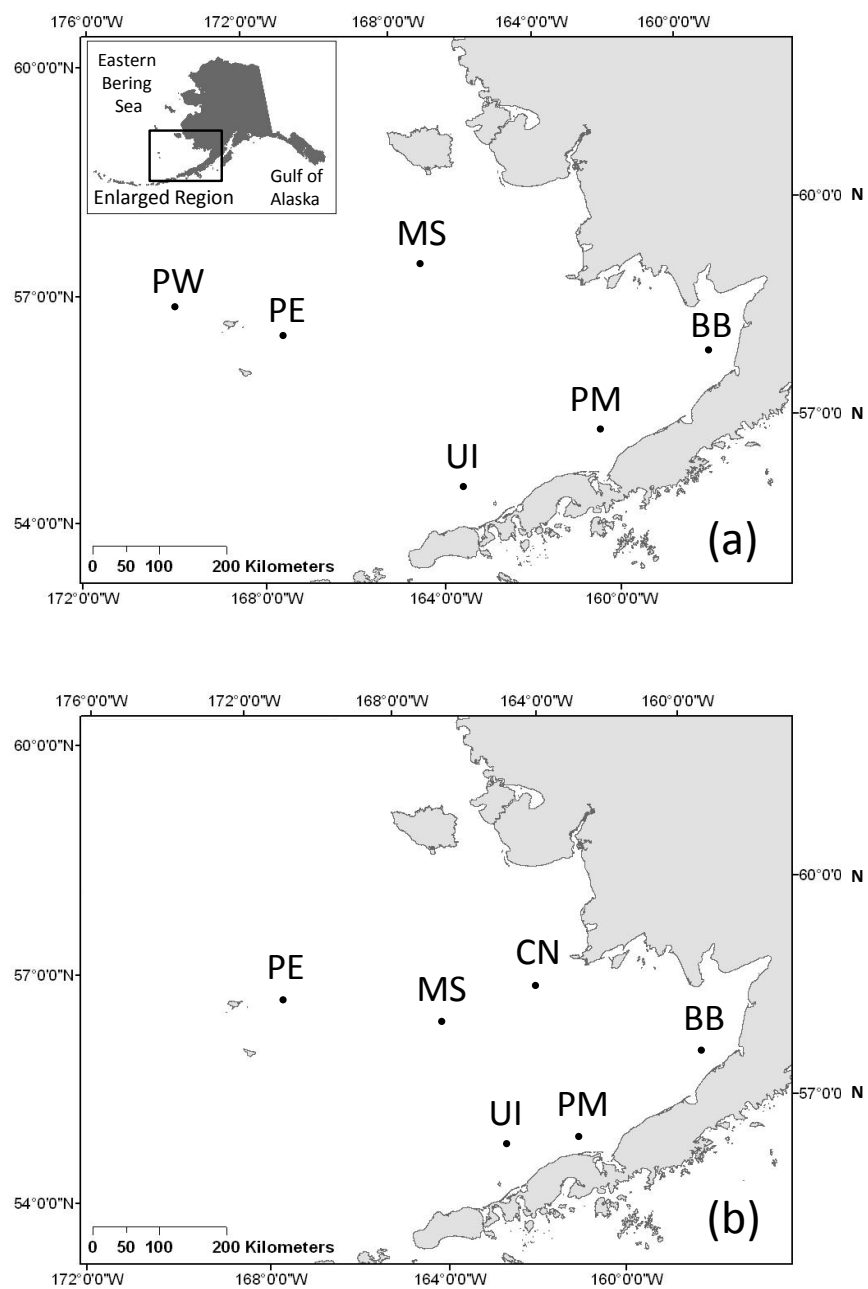 176°0'0"W 172°0'0"W 168°0'0"W 164°0'0"W 160°0'0"W
60°0'0"N
Eastern
Bering
Sea
Enlarged Region
Gulf of
Alaska
60°0'0 N
MS
57°0'0"N
PW
PE
BB
PM
57°0'0 N
UI
54°0'0"N
(a)
0 50 100 200 Kilometers
172°0'0"W 168°0'0"W 164°0'0"W 160°0'0"W
176°0'0"W 172°0'0"W 168°0'0"W 164°0'0"W 160°0'0"W
60°0'0"N
60°0'0 N
CN
57°0'0"N
PE
MS
BB
57°0'0 N
UI
PM
54°0'0"N
(b)
0 50 100 200 Kilometers
172°0'0"W 168°0'0"W 164°0'0"W 160°0'0"W